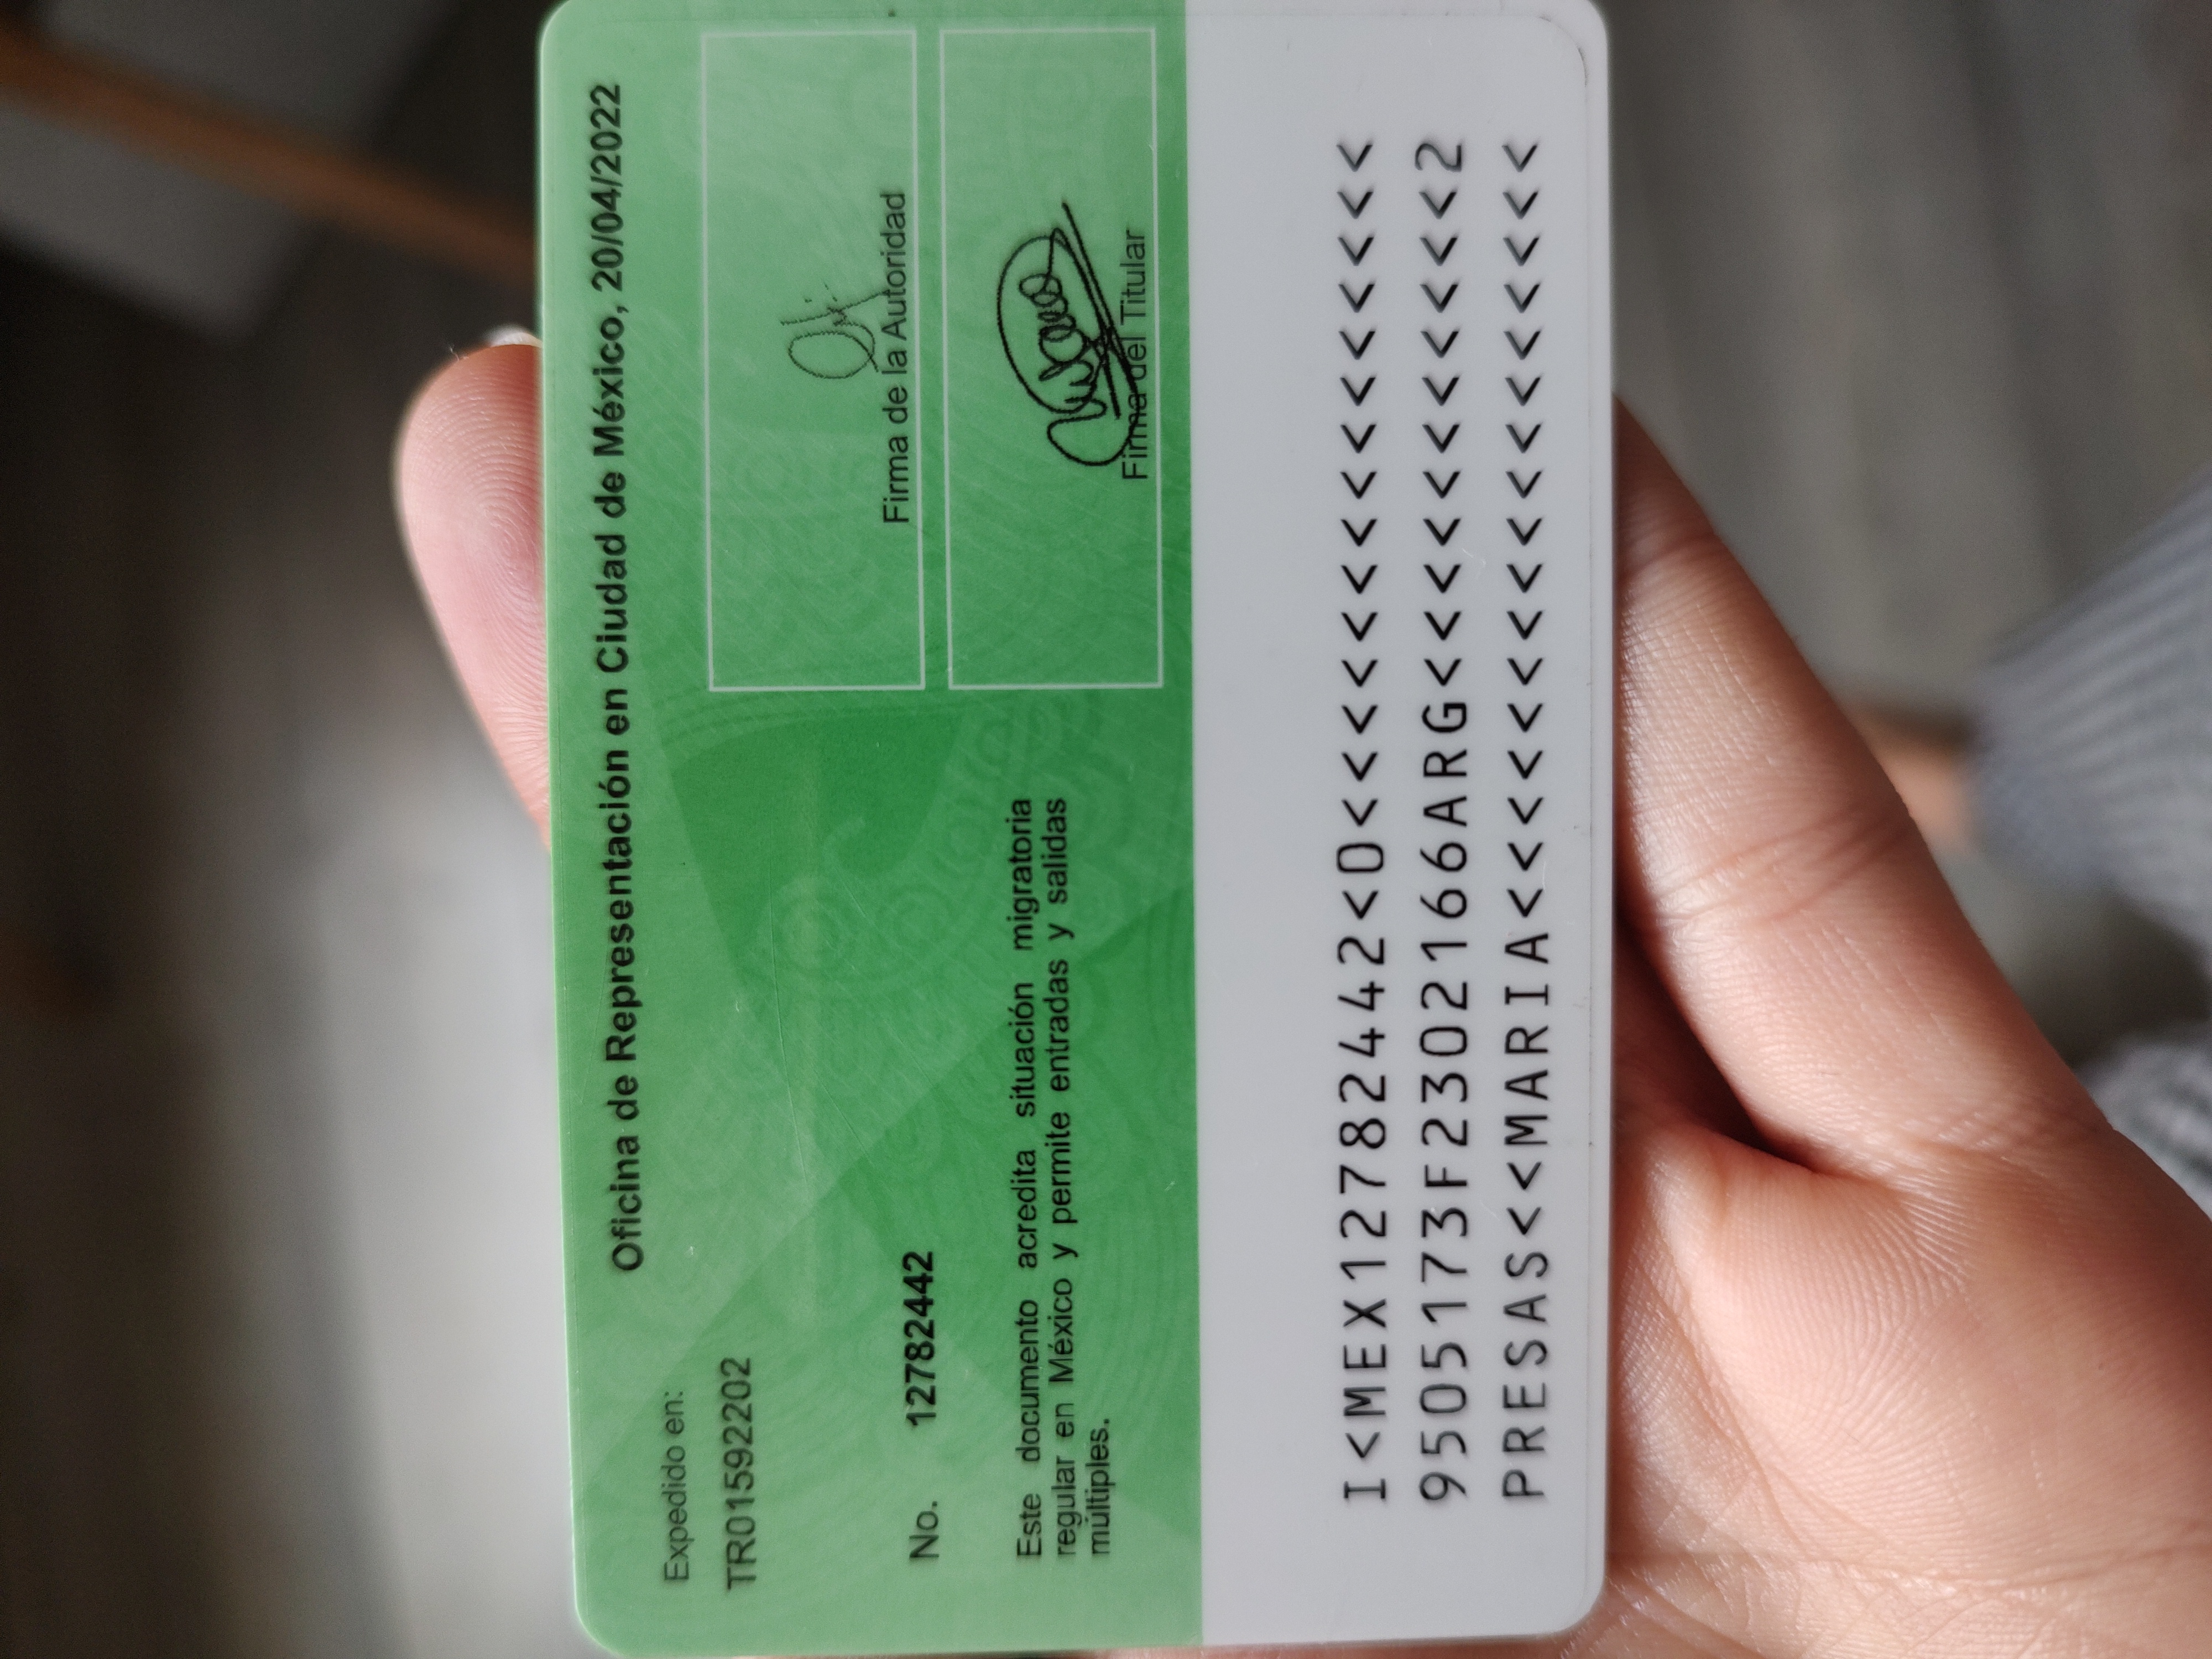 Oficina de Representación en Ciudad de México, 20/04/2022
Expedido en:
TR01592202
No. 12782442
Este documento acredita situación migratoria
regular en México y permite entradas y salidas
múltiples.
Firma de la Autoridad
Firma del Titular
I<MEX12782442<0<<<<<<<<<<<<<<<
9505173F2302166ARG<<<<<<<<<<<2
PRESAS<<MARIA<<<<<<<<<<<<<<<<<